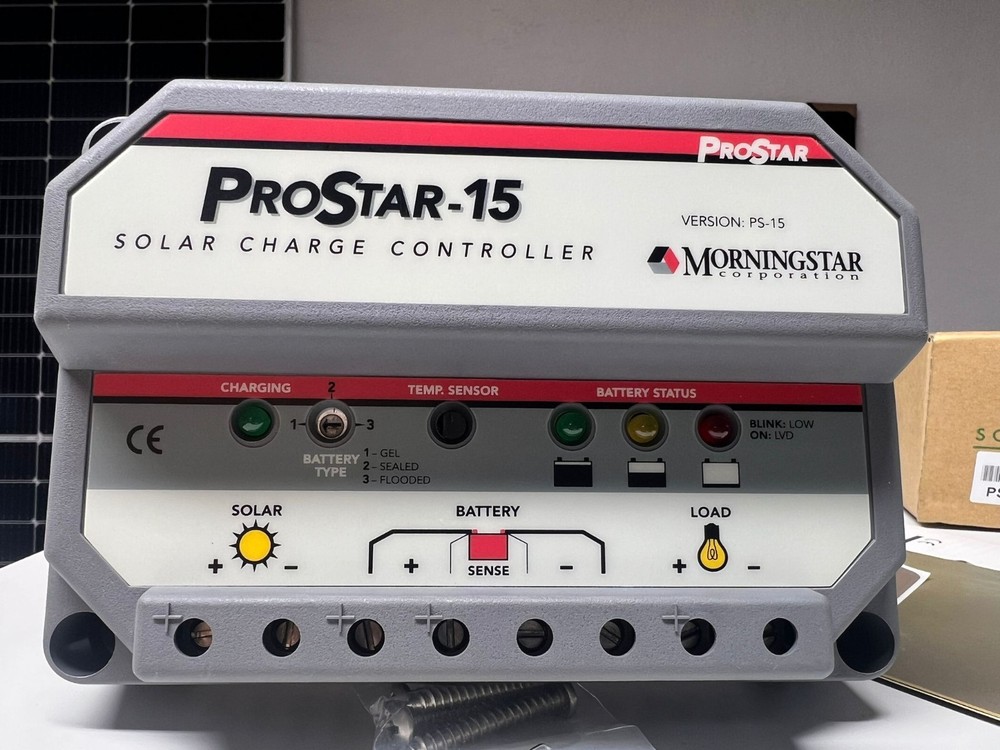 PROSTAR
PROSTAR-15
SOLAR CHARGE CONTROLLER
VERSION: PS-15
MORNINGSTAR
corporation
CHARGING
2
TEMP. SENSOR
BATTERY STATUS
1
3
BLINK: LOW
ON: LVD
CE
BATTERY
TYPE
1 – GEL
2 – SEALED
3 – FLOODED
SOLAR
BATTERY
LOAD
+ –
+ –
+ –
SENSE
+ + + +